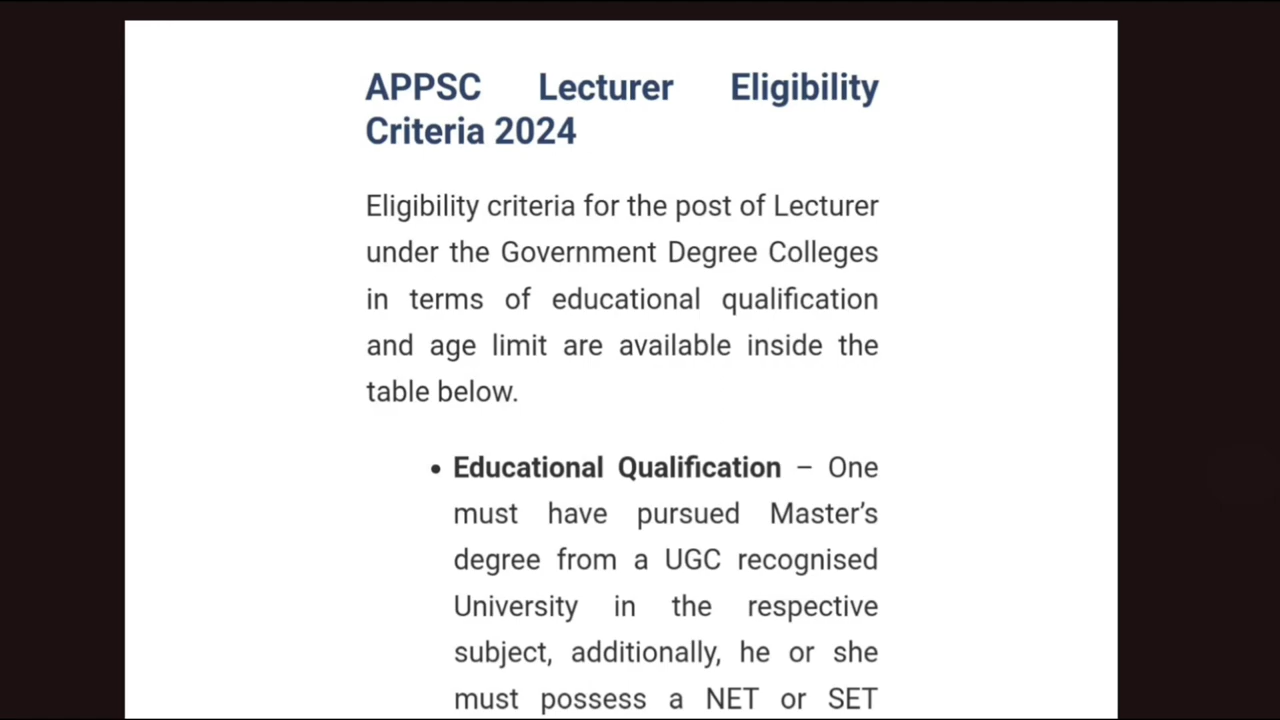 APPSC Lecturer Eligibility
Criteria 2024
Eligibility criteria for the post of Lecturer
under the Government Degree Colleges
in terms of educational qualification
and age limit are available inside the
table below.
• Educational Qualification – One
must have pursued Master’s
degree from a UGC recognised
University in the respective
subject, additionally, he or she
must possess a NET or SET